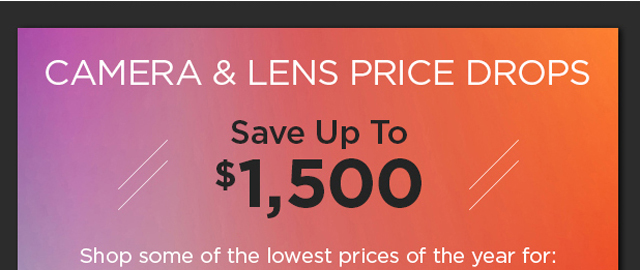 CAMERA & LENS PRICE DROPS
Save Up To
$1,500
Shop some of the lowest prices of the year for: